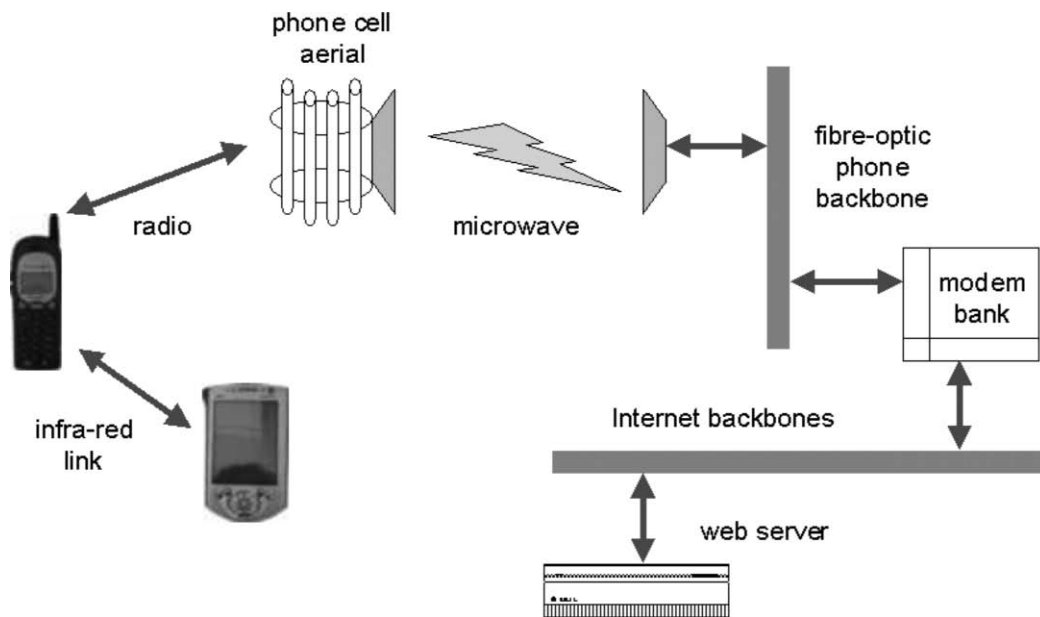 phone cell
aerial
radio
microwave
fibre-optic
phone
backbone
modem
bank
infra-red
link
Internet backbones
web server